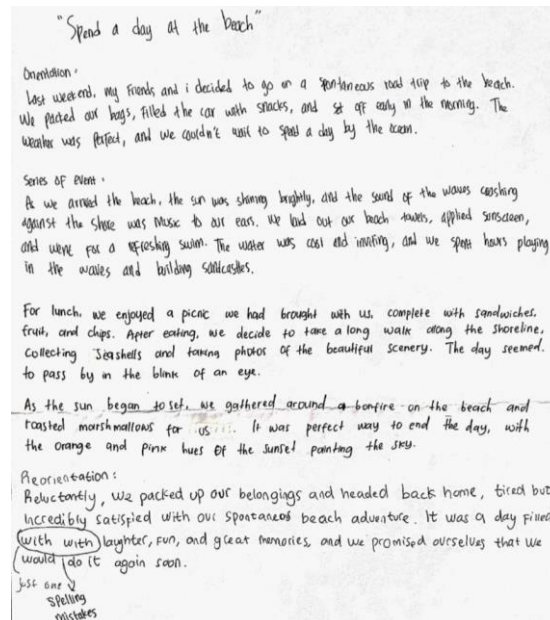 "Spend a day at the beach"
Orientation :
Last weekend, my friends and i decided to go on a spontaneous road trip to the beach.
We packed our bags, filled the car with snacks, and set off early in the morning. The
weather was perfect, and we couldn't wait to spend a day by the ocean.
Series of event :
As we arrived the beach, the sun was shining brightly, and the sound of the waves crashing
against the shore was music to our ears. We laid out our beach towels, applied sunscreen,
and went for a refreshing swim. The water was cool and inviting, and we spent hours playing
in the waves and building sandcastles.
For lunch, we enjoyed a picnic we had brought with us, complete with sandwiches,
fruit, and chips. After eating, we decide to take a long walk along the shoreline,
collecting seashells and taking photos of the beautiful scenery. The day seemed.
to pass by in the blink of an eye.
As the sun began to set, we gathered around a bonfire on the beach and
roasted marshmallows for us. It was perfect way to end the day, with
the orange and pink hues of the sunset painting the sky.
Reorientation :
Reluctantly, we packed up our belongings and headed back home, tired but
incredibly satisfied with our spontaneos beach adventure. It was a day filled
with with laughter, fun, and great memories, and we promised ourselves that we
would do it again soon.
just one
spelling
mistakes